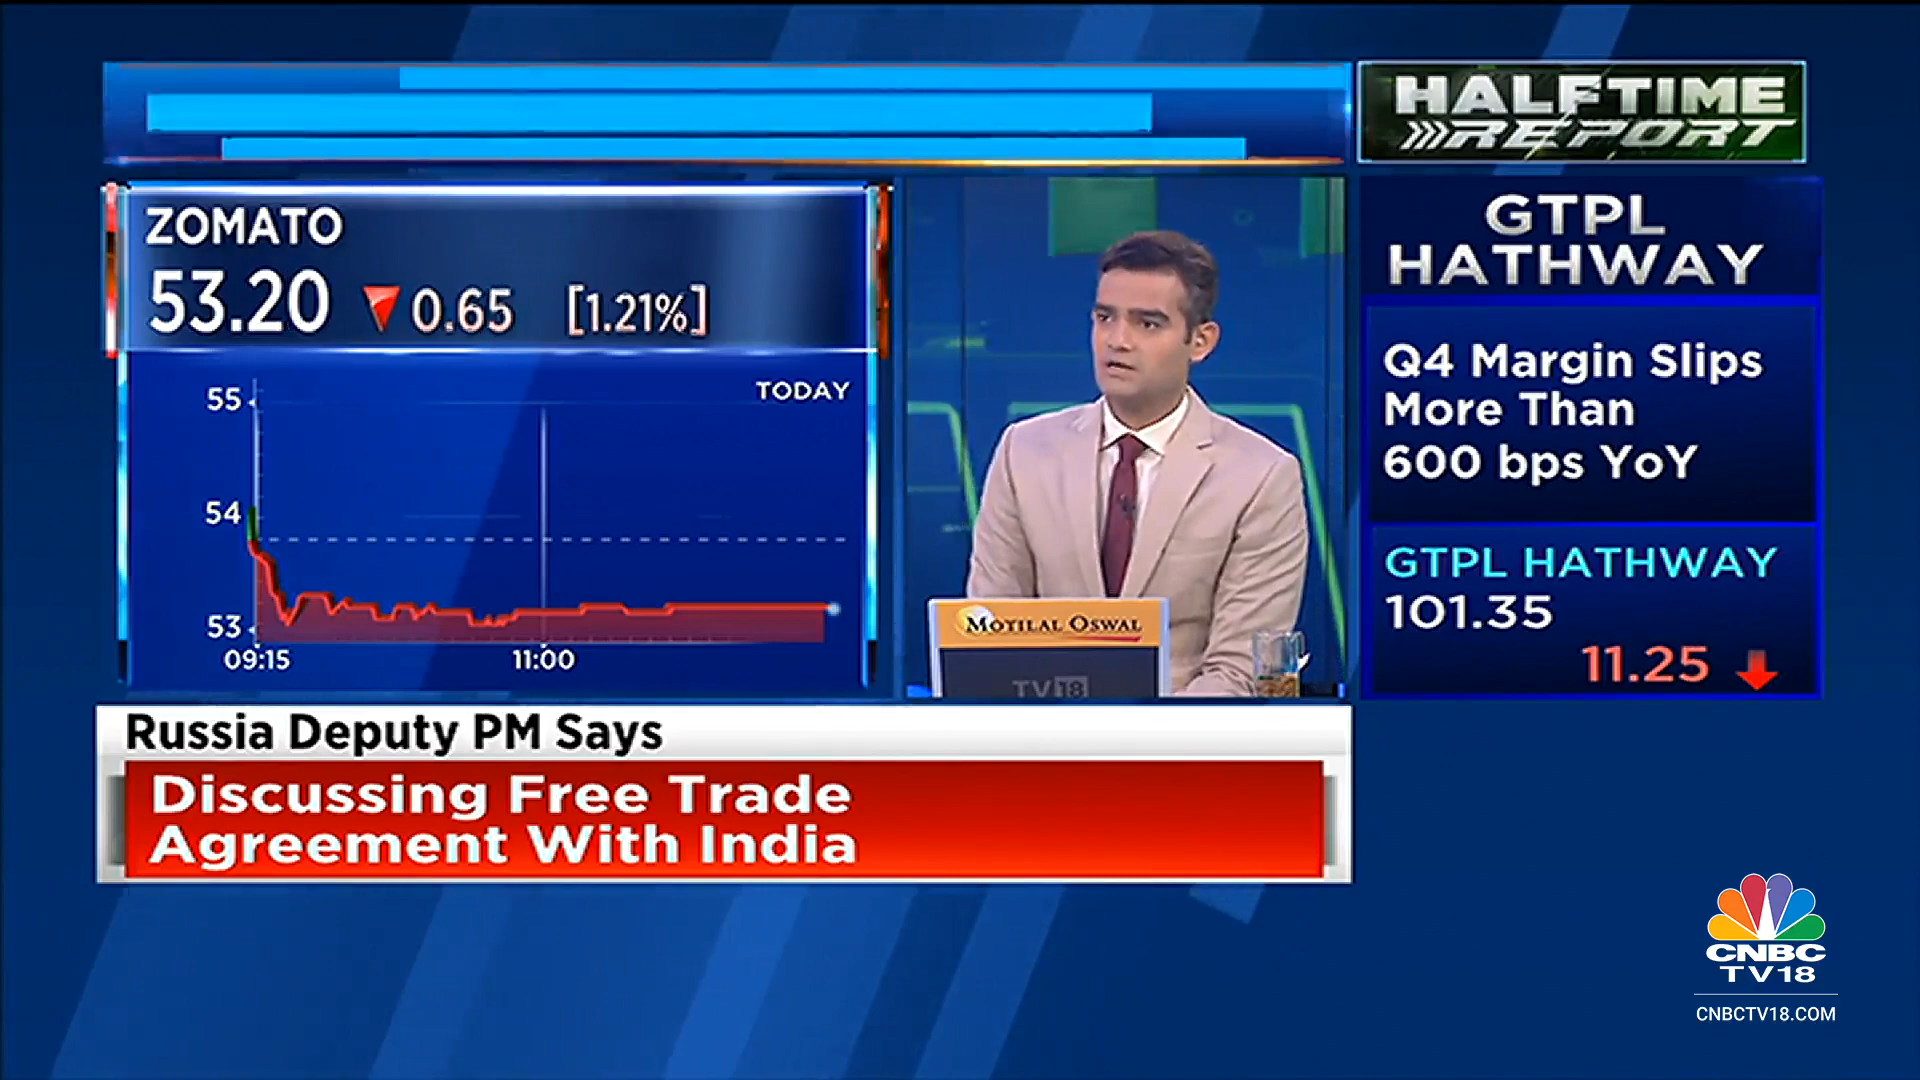 HALFTIME
REPORT
ZOMATO
53.20 ▼ 0.65 [1.21%]
TODAY
55
54
53
09:15 11:00
MOTILAL OSWAL
TV18
GTPL
HATHWAY
Q4 Margin Slips
More Than
600 bps YoY
GTPL HATHWAY
101.35
11.25
Russia Deputy PM Says
Discussing Free Trade
Agreement With India
CNBC
TV18
CNBCTV18.COM